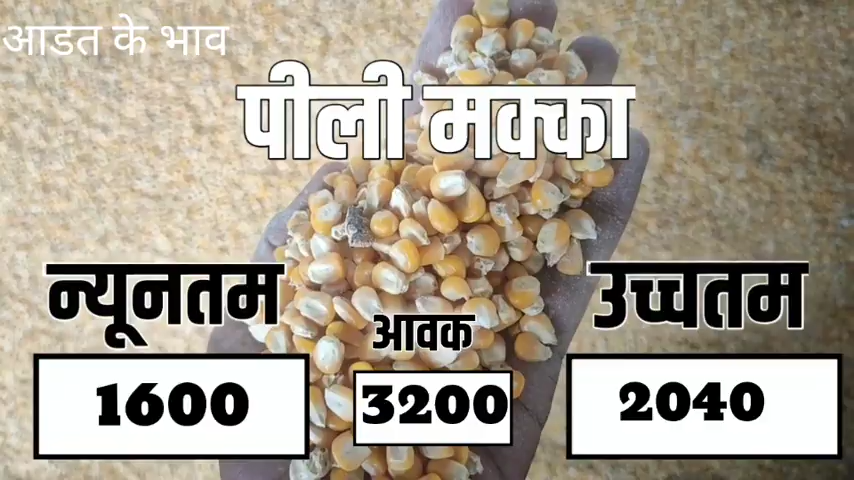 आडत के भाव
पीली मक्का
न्यूनतम
आवक
उच्चतम
1600
3200
2040